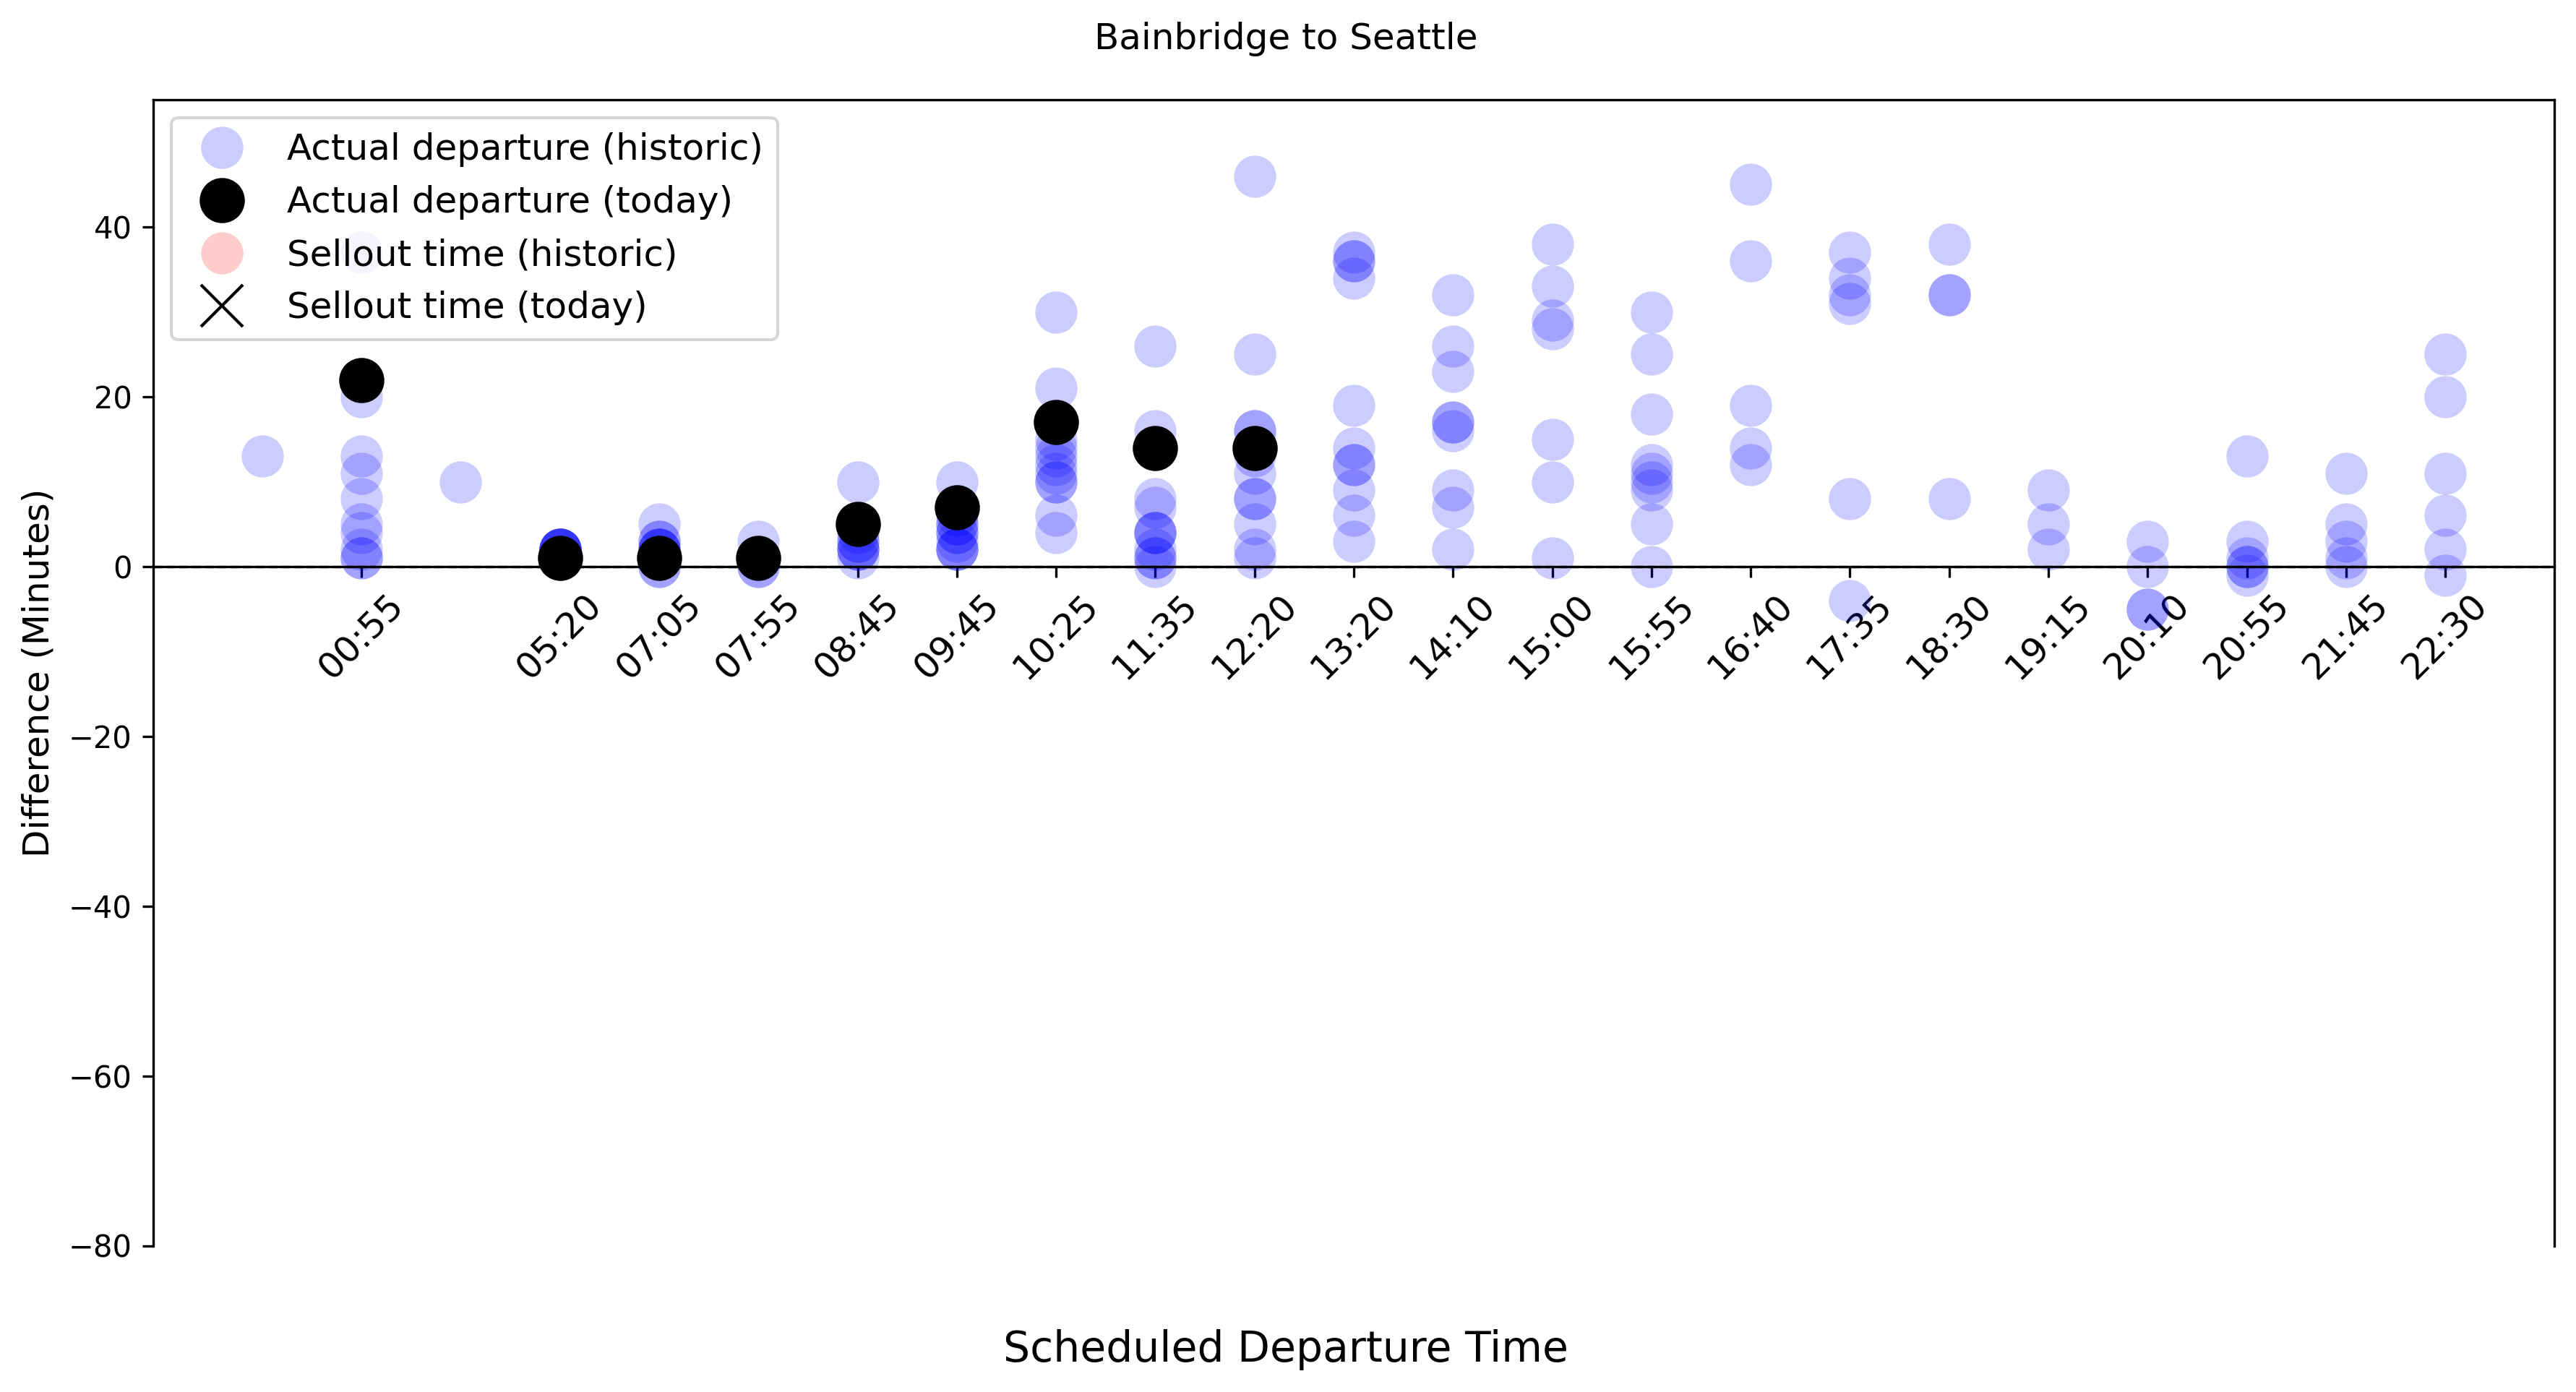 Bainbridge to Seattle
Actual departure (historic)
Actual departure (today)
Sellout time (historic)
Sellout time (today)
Difference (Minutes)
40
20
0
−20
−40
−60
−80
00:55 05:20 07:05 07:55 08:45 09:45 10:25 11:35 12:20 13:20 14:10 15:00 15:55 16:40 17:35 18:30 19:15 20:10 20:55 21:45 22:30
Scheduled Departure Time